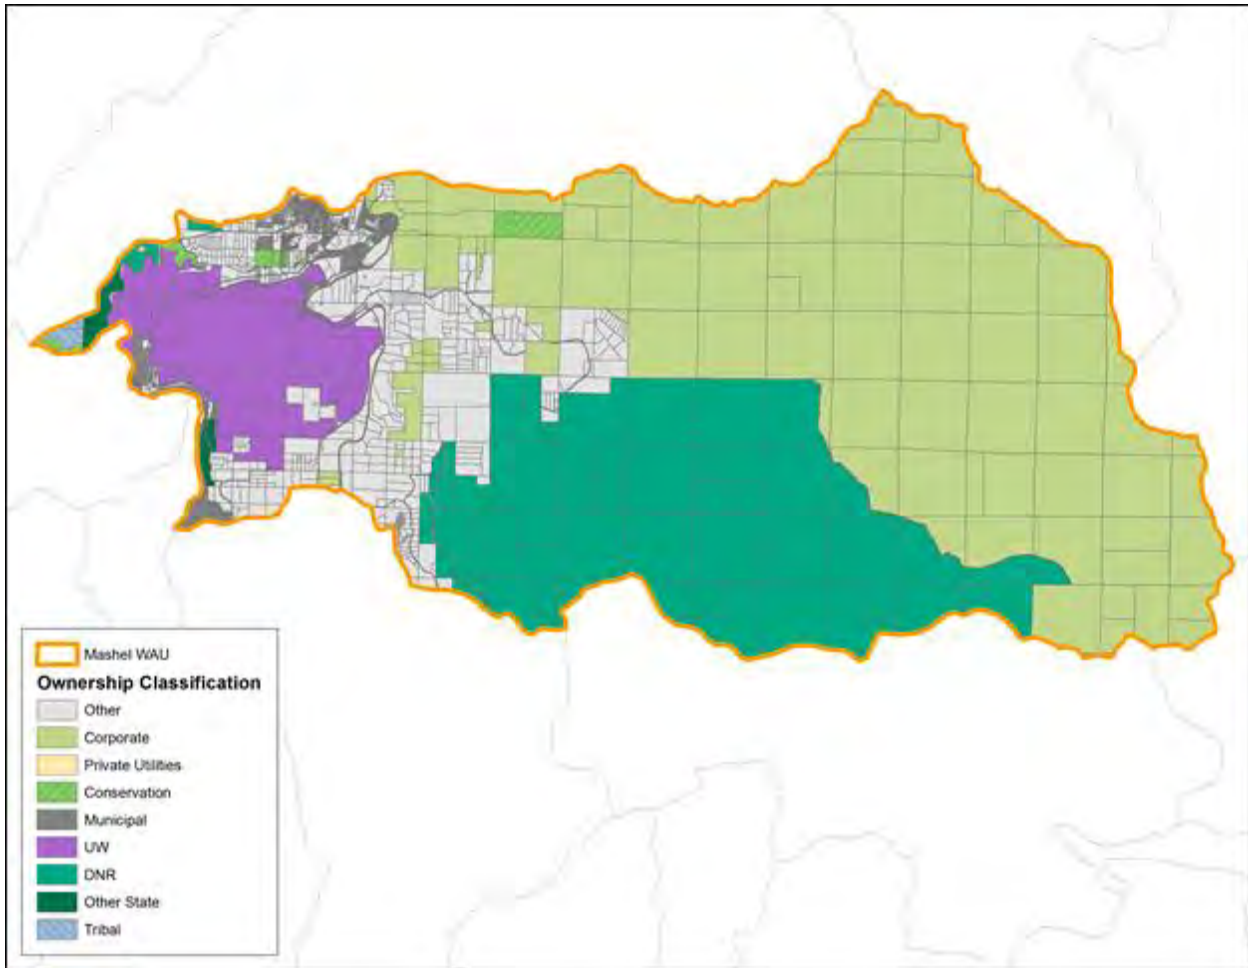 Mashel WAU
Ownership Classification
Other
Corporate
Private Utilities
Conservation
Municipal
UW
DNR
Other State
Tribal